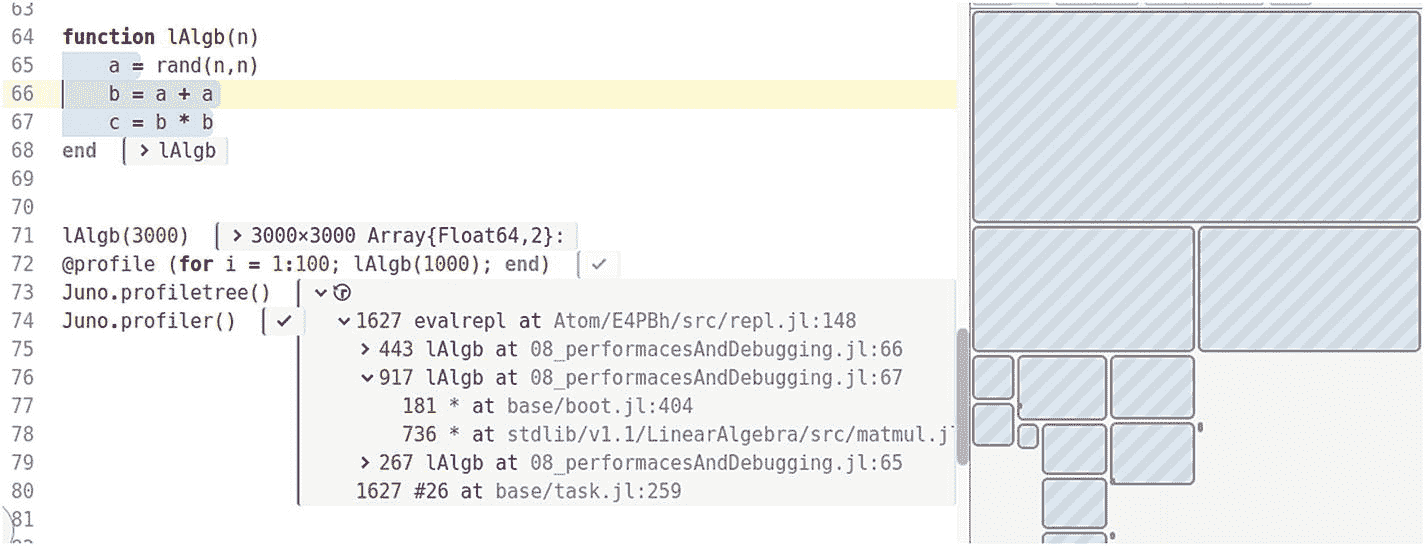 63
64 function lAlgb(n)
65 a = rand(n,n)
66 b = a + a
67 c = b * b
68 end > lAlgb
69
70
71 lAlgb(3000) > 3000×3000 Array{Float64,2}:
72 @profile (for i = 1:100; lAlgb(1000); end) ✓
73 Juno.profiletree()
74 Juno.profiler() ✓ 1627 evalrepl at Atom/E4PBh/src/repl.jl:148
75 > 443 lAlgb at 08_performacesAndDebugging.jl:66
76 917 lAlgb at 08_performacesAndDebugging.jl:67
77 181 * at base/boot.jl:404
78 736 * at stdlib/v1.1/LinearAlgebra/src/matmul.j
79 > 267 lAlgb at 08_performacesAndDebugging.jl:65
80 1627 #26 at base/task.jl:259
81